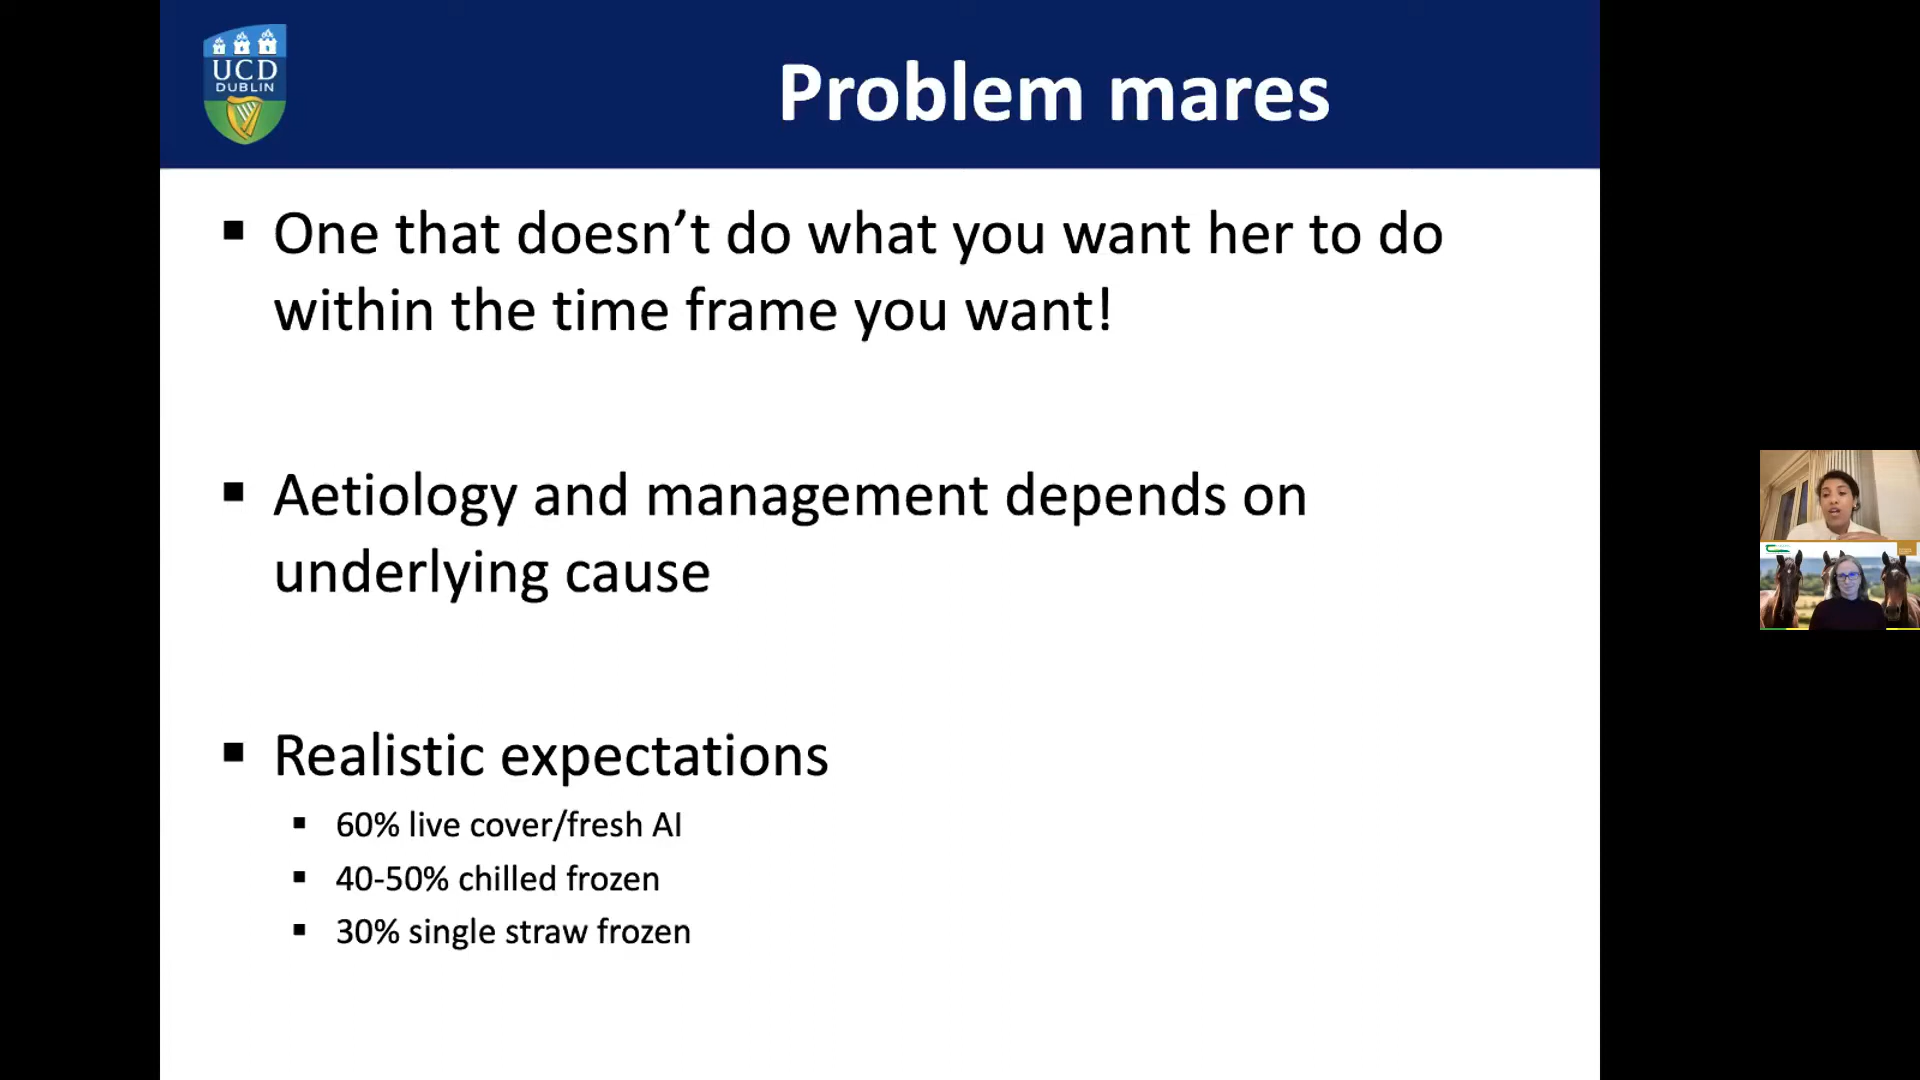 UCD
DUBLIN
Problem mares
▪ One that doesn’t do what you want her to do
within the time frame you want!
▪ Aetiology and management depends on
underlying cause
▪ Realistic expectations
▪ 60% live cover/fresh AI
▪ 40-50% chilled frozen
▪ 30% single straw frozen